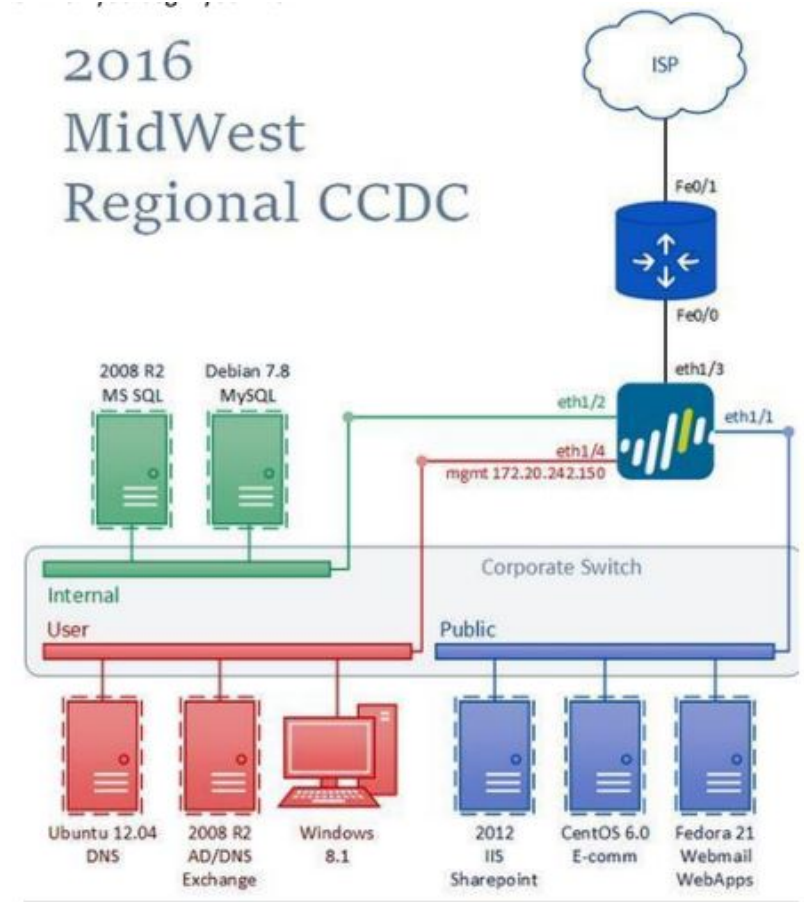 2016
MidWest
Regional CCDC
ISP
Fe0/1
Fe0/0
eth1/3
2008 R2
MS SQL
Debian 7.8
MySQL
eth1/2
eth1/1
eth1/4
mgmt 172.20.242.150
Corporate Switch
Internal
User
Public
Ubuntu 12.04
DNS
2008 R2
AD/DNS
Exchange
Windows
8.1
2012
IIS
Sharepoint
CentOS 6.0
E-comm
Fedora 21
Webmail
WebApps